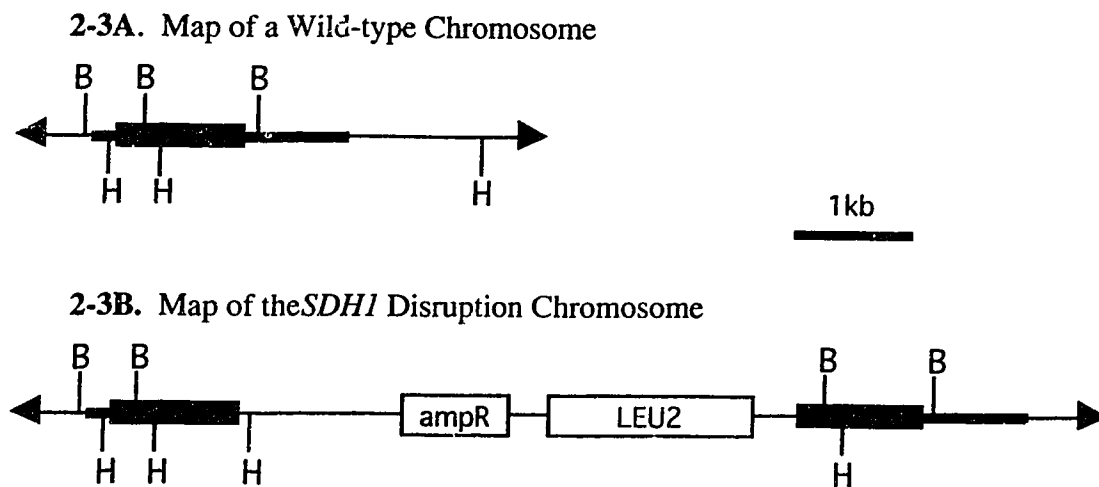 2-3A. Map of a Wild-type Chromosome
B B B
H H H
1kb
2-3B. Map of the SDH1 Disruption Chromosome
B B B B
ampR LEU2
H H H H